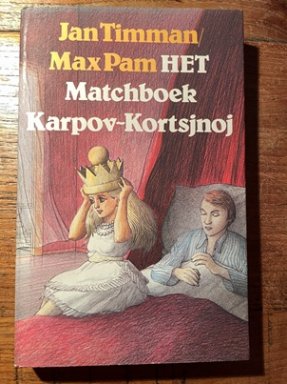 Jan Timman/
Max Pam HET
Matchboek
Karpov-Kortsjnoj